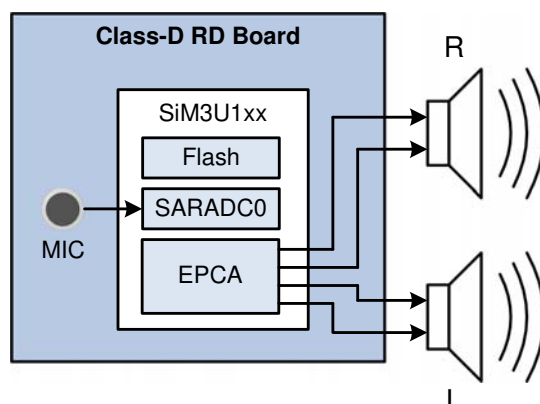 Class-D RD Board
R
SiM3U1xx
Flash
SARADC0
MIC
EPCA